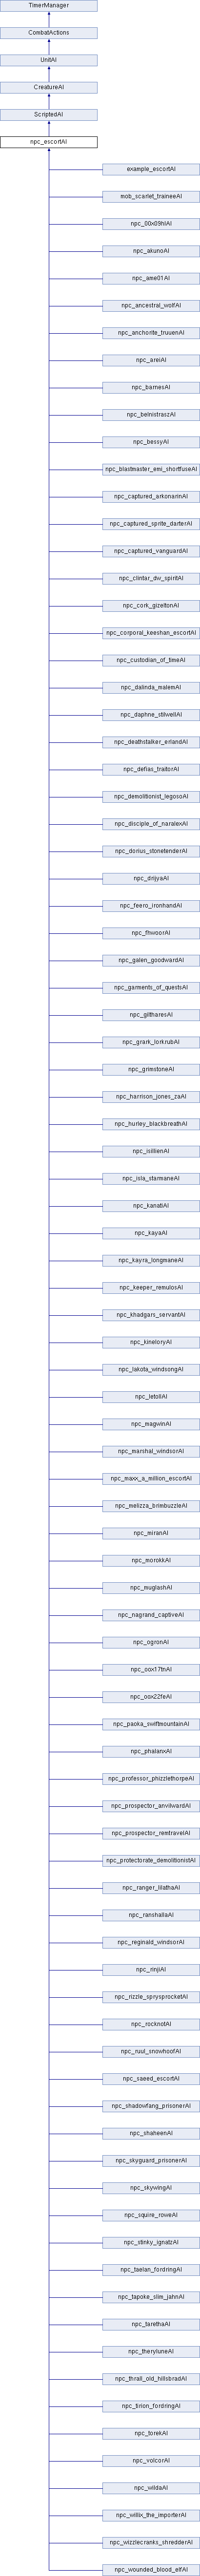 TimerManager
CombatActions
UnitAI
CreatureAI
ScriptedAI
npc_escortAI
example_escortAI
mob_scarlet_traineeAI
npc_00x09hlAI
npc_akunoAI
npc_ame01AI
npc_ancestral_wolfAI
npc_anchorite_truuenAI
npc_areiAI
npc_barnesAI
npc_belnistraszAI
npc_bessyAI
npc_blastmaster_emi_shortfuseAI
npc_captured_arkonarinAI
npc_captured_sprite_darterAI
npc_captured_vanguardAI
npc_clintar_dw_spiritAI
npc_cork_gizeltonAI
npc_corporal_keeshan_escortAI
npc_custodian_of_timeAI
npc_dalinda_malemAI
npc_daphne_stilwellAI
npc_deathstalker_erlandAI
npc_defias_traitorAI
npc_demolitionist_legosoAI
npc_disciple_of_naralexAI
npc_dorius_stonetenderAI
npc_drijyaAI
npc_feero_ironhandAI
npc_fhwoorAI
npc_galen_goodwardAI
npc_garments_of_questsAI
npc_giltharesAI
npc_grark_lorkrubAI
npc_grimstoneAI
npc_harrison_jones_zaAI
npc_hurley_blackbreathAI
npc_isillienAI
npc_isla_starmaneAI
npc_kanatiAI
npc_kayaAI
npc_kayra_longmaneAI
npc_keeper_remulosAI
npc_khadgars_servantAI
npc_kineloryAI
npc_lakota_windsongAI
npc_letollAI
npc_magwinAI
npc_marshal_windsorAI
npc_maxx_a_million_escortAI
npc_melizza_brimbuzzleAI
npc_miranAI
npc_morokkAI
npc_muglashAI
npc_nagrand_captiveAI
npc_ogronAI
npc_oox17tnAI
npc_oox22feAI
npc_paoka_swiftmountainAI
npc_phalanxAI
npc_professor_phizzlethorpeAI
npc_prospector_anvilwardAI
npc_prospector_remtravelAI
npc_protectorate_demolitionistAI
npc_ranger_lilathaAI
npc_ranshallaAI
npc_reginald_windsorAI
npc_rinjiAI
npc_rizzle_sprysprocketAI
npc_rocknotAI
npc_ruul_snowhoofAI
npc_saeed_escortAI
npc_shadowfang_prisonerAI
npc_shaheenAI
npc_skyguard_prisonerAI
npc_skywingAI
npc_squire_roweAI
npc_stinky_ignatzAI
npc_taelan_fordringAI
npc_tapoke_slim_jahnAI
npc_tarethaAI
npc_theryluneAI
npc_thrall_old_hillsbradAI
npc_tirion_fordringAI
npc_torekAI
npc_volcorAI
npc_wildaAI
npc_willix_the_importerAI
npc_wizzlecranks_shredderAI
npc_wounded_blood_elfAI